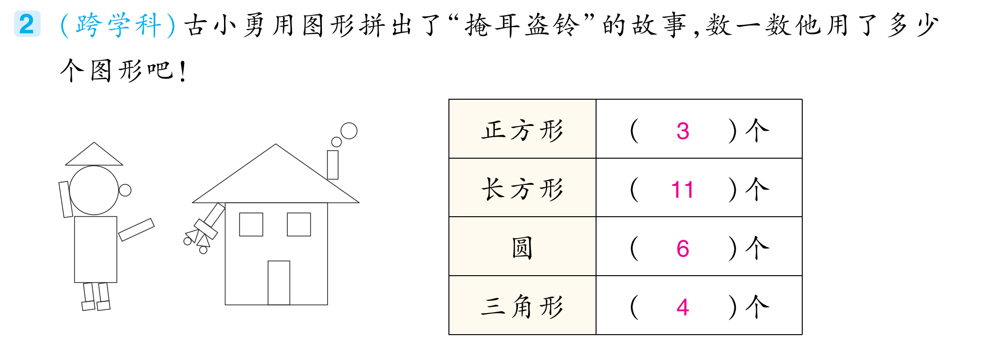 2 (跨学科)古小勇用图形拼出了“掩耳盗铃”的故事,数一数他用了多少
个图形吧!
正方形 ( 3 )个
长方形 ( 11 )个
圆 ( 6 )个
三角形 ( 4 )个